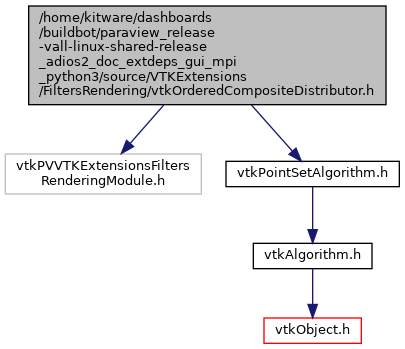 /home/kitware/dashboards
/buildbot/paraview_release
-vall-linux-shared-release
_adios2_doc_extdeps_gui_mpi
_python3/source/VTKExtensions
/FiltersRendering/vtkOrderedCompositeDistributor.h
vtkPVVTKExtensionsFilters
RenderingModule.h
vtkPointSetAlgorithm.h
vtkAlgorithm.h
vtkObject.h